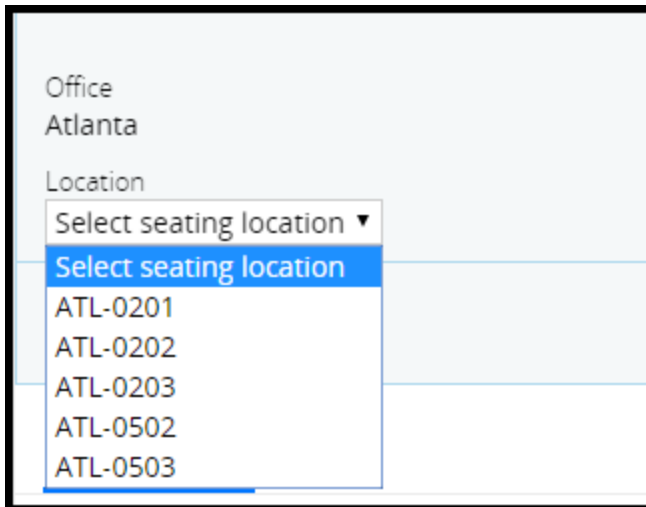 Office
Atlanta
Location
Select seating location ▼
Select seating location
ATL-0201
ATL-0202
ATL-0203
ATL-0502
ATL-0503